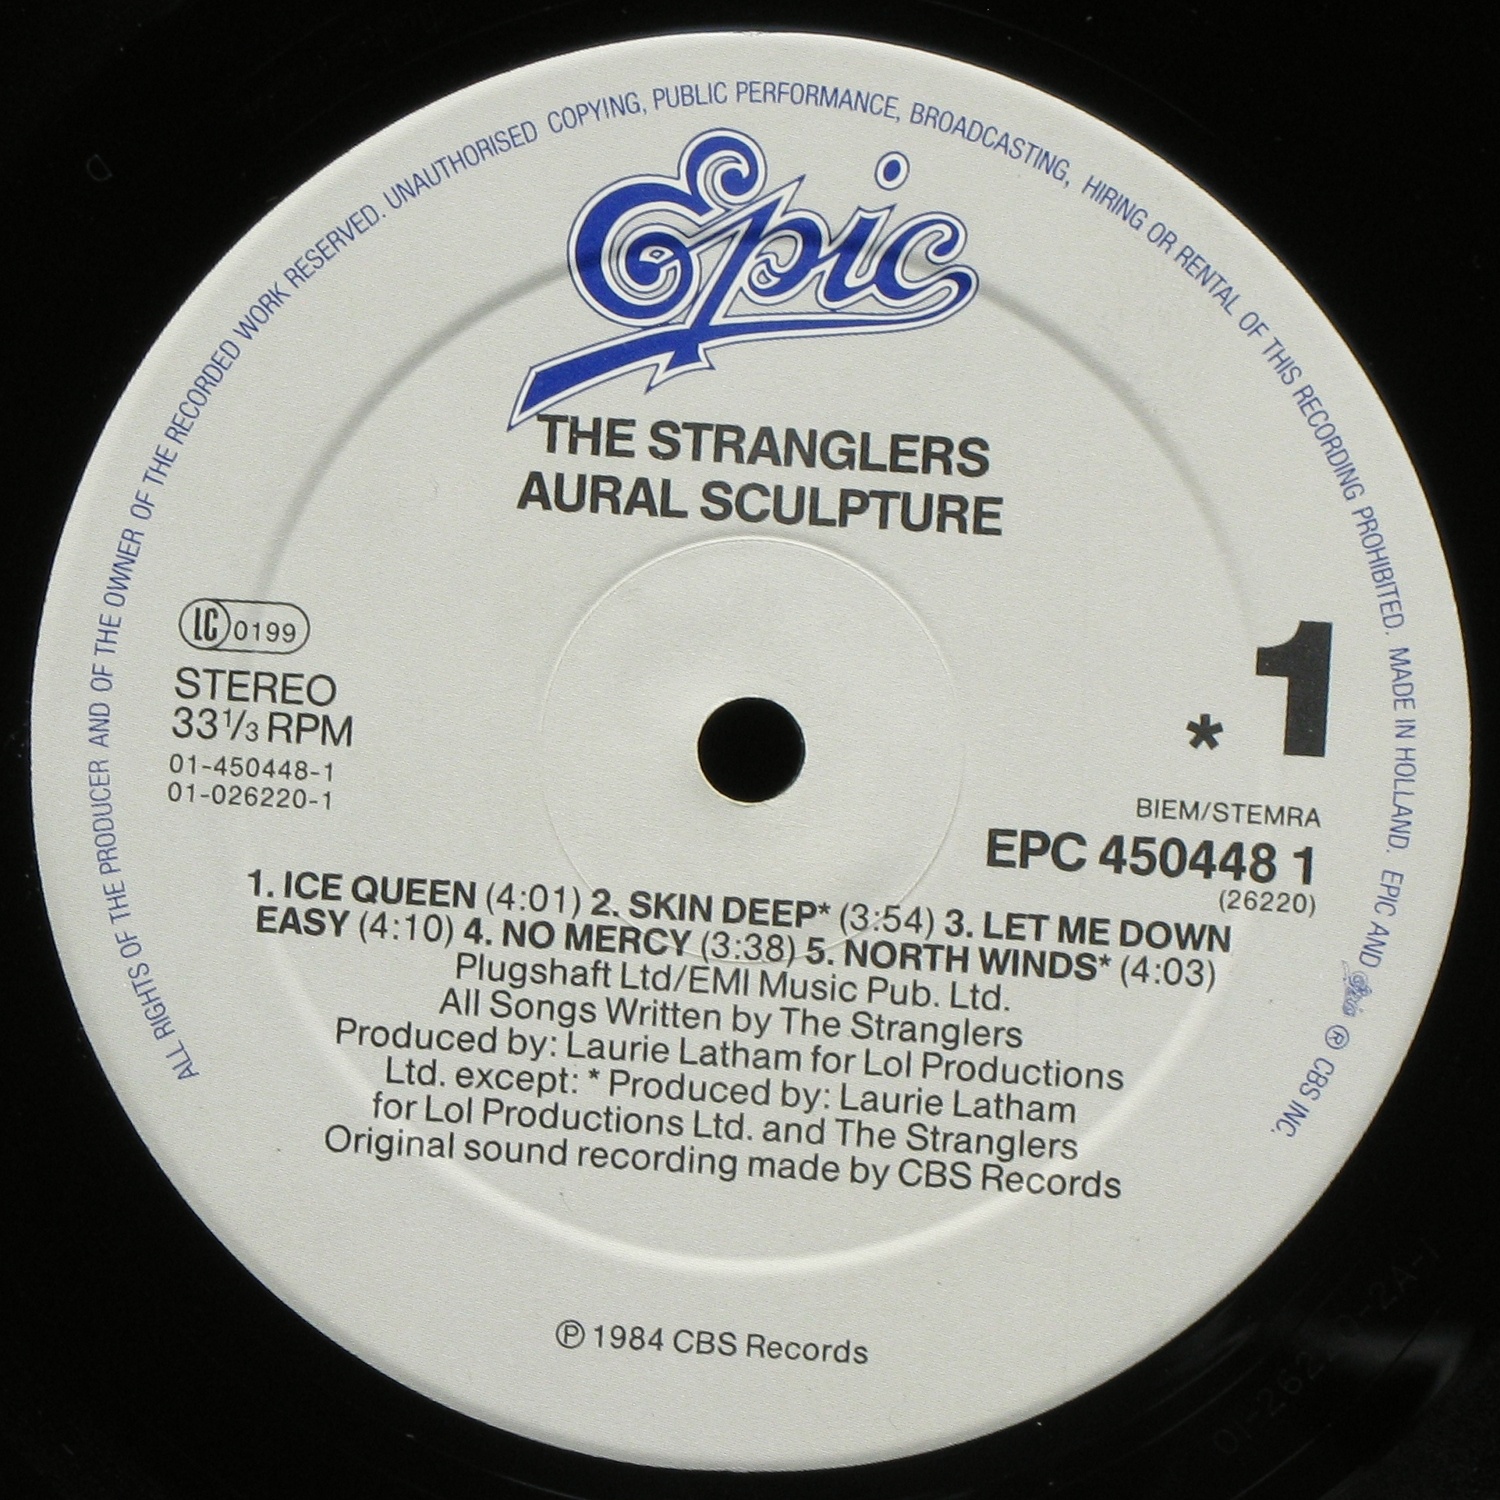 ALL RIGHTS OF THE PRODUCER AND OF THE OWNER OF THE RECORDED WORK RESERVED. UNAUTHORISED COPYING, PUBLIC PERFORMANCE, BROADCASTING, HIRING OR RENTAL OF THIS RECORDING PROHIBITED. MADE IN HOLLAND. EPIC AND Epic ® CBS INC.
Epic
THE STRANGLERS
AURAL SCULPTURE
LC 0199
STEREO
33⅓ RPM
01-450448-1
01-026220-1
* 1
BIEM/STEMRA
EPC 450448 1
(26220)
1. ICE QUEEN (4:01) 2. SKIN DEEP* (3:54) 3. LET ME DOWN
EASY (4:10) 4. NO MERCY (3:38) 5. NORTH WINDS* (4:03)
Plugshaft Ltd/EMI Music Pub. Ltd.
All Songs Written by The Stranglers
Produced by: Laurie Latham for Lol Productions
Ltd. except: * Produced by: Laurie Latham
for Lol Productions Ltd. and The Stranglers
Original sound recording made by CBS Records
℗ 1984 CBS Records